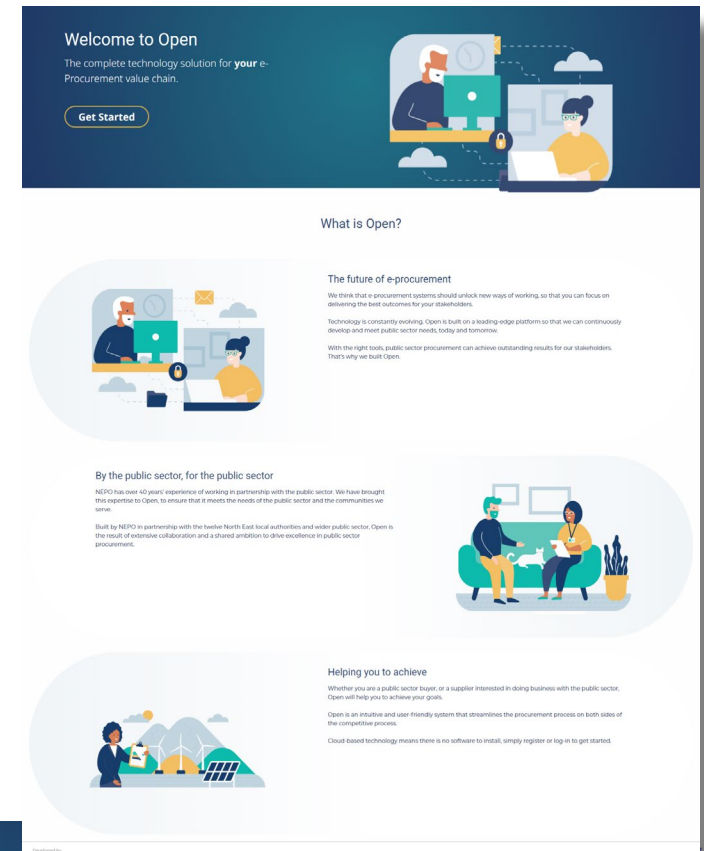 Welcome to Open
The complete technology solution for your e-
Procurement value chain.
Get Started
What is Open?
The future of e-procurement
We think that e-procurement systems should unlock new ways of working, so that you can focus on
delivering the best outcomes for your stakeholders.
Technology is constantly evolving. Open is built on a leading-edge platform so that we can continuously
develop and meet public sector needs, today and tomorrow.
With the right tools, public sector procurement can achieve outstanding results for our stakeholders.
That's why we built Open.
By the public sector, for the public sector
NEPO has over 40 years' experience of working in partnership with the public sector. We have brought
this expertise to Open, to ensure that it meets the needs of the public sector and the communities we
serve.
Built by NEPO in partnership with the twelve North East local authorities and wider public sector, Open is
the result of extensive collaboration and a shared ambition to drive excellence in public sector
procurement.
Helping you to achieve
Whether you are a public sector buyer, or a supplier interested in doing business with the public sector,
Open will help you to achieve your goals.
Open is an intuitive and user-friendly system that streamlines the procurement process on both sides of
the competitive process.
Cloud-based technology means there is no software to install, simply register or log-in to get started.